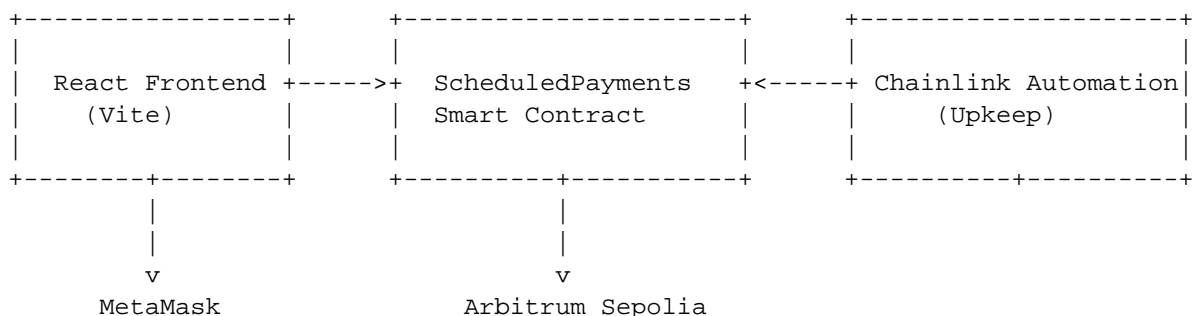 React Frontend ScheduledPayments Chainlink Automation
(Vite) Smart Contract (Upkeep)
MetaMask Arbitrum Sepolia